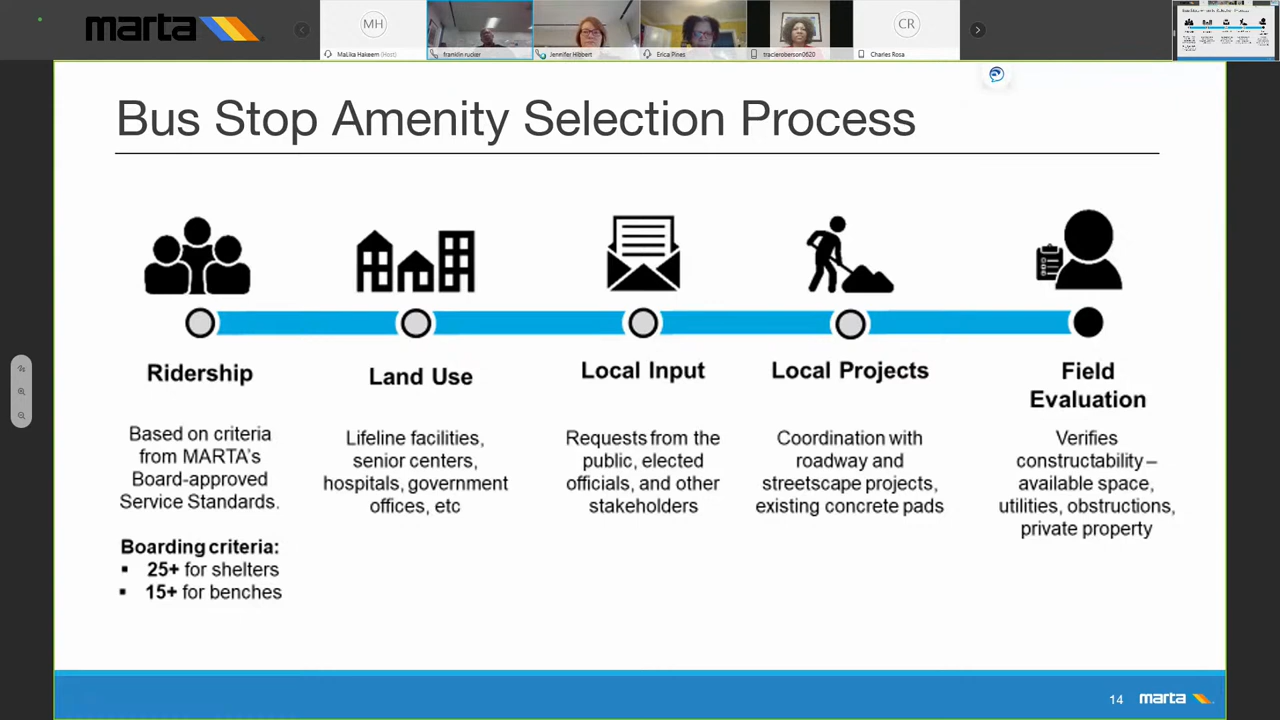 marta
MH
CR
MaLika Hakeem (Host)
franklin rucker
Jennifer Hibbert
Erica Pines
tracieroberson0620
Charles Rosa
Bus Stop Amenity Selection Process
Ridership
Based on criteria
from MARTA's
Board-approved
Service Standards.
Boarding criteria:
▪ 25+ for shelters
▪ 15+ for benches
Land Use
Lifeline facilities,
senior centers,
hospitals, government
offices, etc
Local Input
Requests from the
public, elected
officials, and other
stakeholders
Local Projects
Coordination with
roadway and
streetscape projects,
existing concrete pads
Field
Evaluation
Verifies
constructability –
available space,
utilities, obstructions,
private property
14
marta